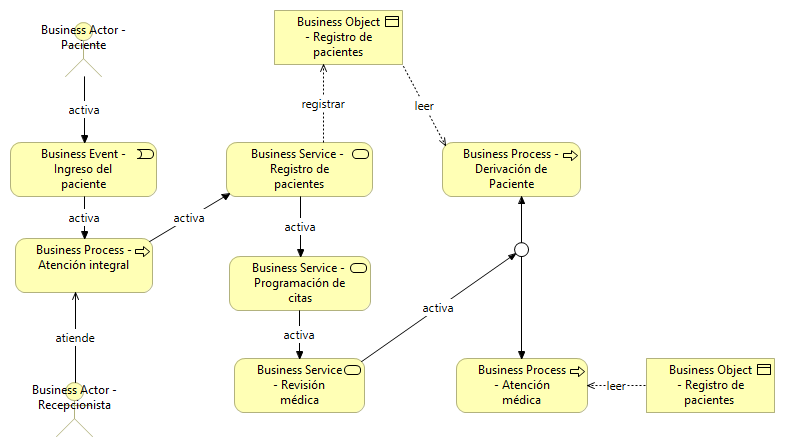 Business Actor -
Paciente
Business Object
- Registro de
pacientes
activa
registrar
leer
Business Event -
Ingreso del
paciente
Business Service -
Registro de
pacientes
Business Process -
Derivación de
Paciente
activa
activa
activa
Business Process -
Atención integral
Business Service -
Programación de
citas
activa
activa
atiende
Business Service
- Revisión
médica
Business Process
- Atención
médica
leer
Business Object
- Registro de
pacientes
Business Actor -
Recepcionista